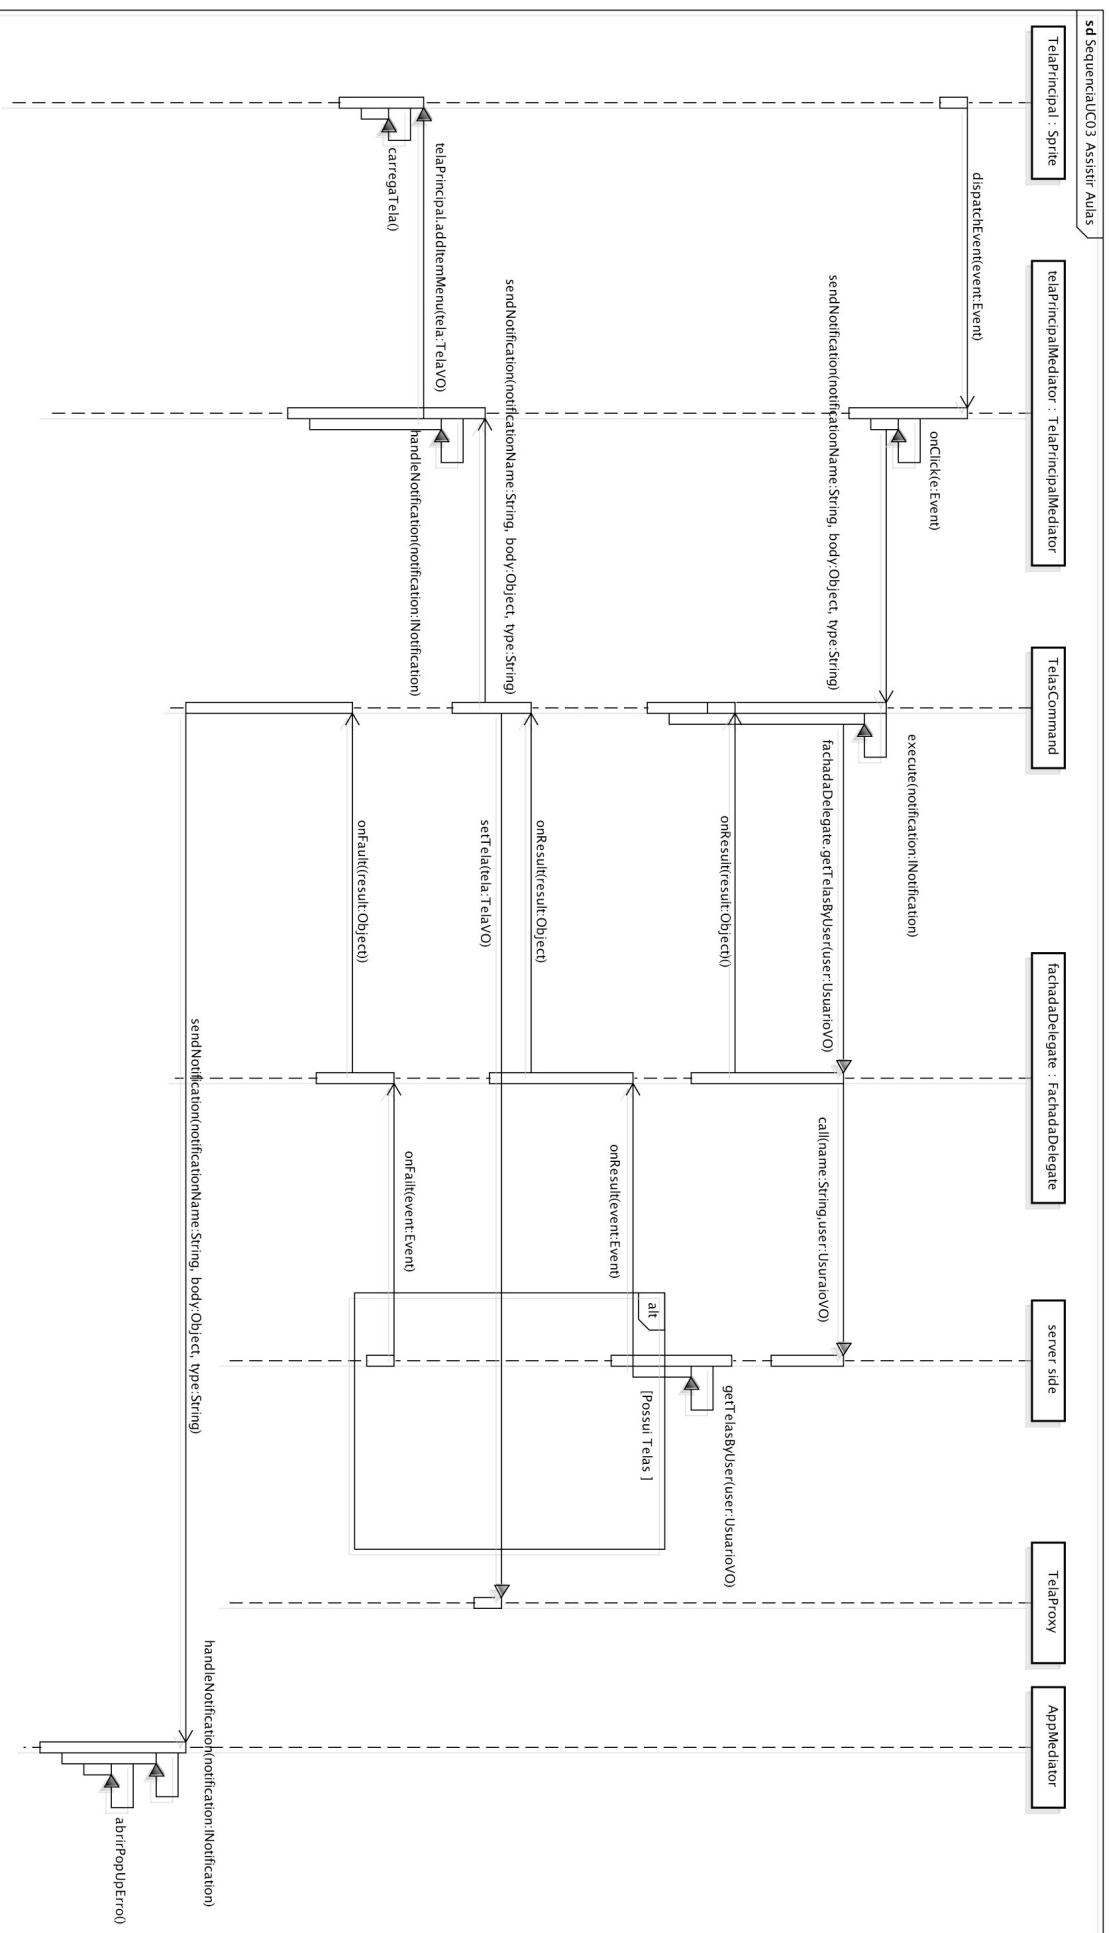 sd SequenciaUC03 Assistir Aulas
TelaPrincipal : Sprite
telaPrincipalMediator : TelaPrincipalMediator
TelasCommand
fachadaDelegate : FachadaDelegate
server side
TelaProxy
AppMediator
dispatchEvent(event:Event)
onClick(e:Event)
sendNotification(notificationName:String, body:Object, type:String)
execute(notification:INotification)
fachadaDelegate.getTelasByUser(user:UsuarioVO)
call(name:String,user:UsuraioVO)
onResult(result:Object)()
getTelasByUser(user:UsuarioVO)
alt
[Possui Telas ]
onResult(event:Event)
onResult(result:Object)
setTela(tela:TelaVO)
sendNotification(notificationName:String, body:Object, type:String)
handleNotification(notification:INotification)
telaPrincipal.addItemMenu(tela:TelaVO)
carregaTela()
onFailt(event:Event)
onFault((result:Object))
sendNotification(notificationName:String, body:Object, type:String)
handleNotification(notification:INotification)
abrirPopUpErro()